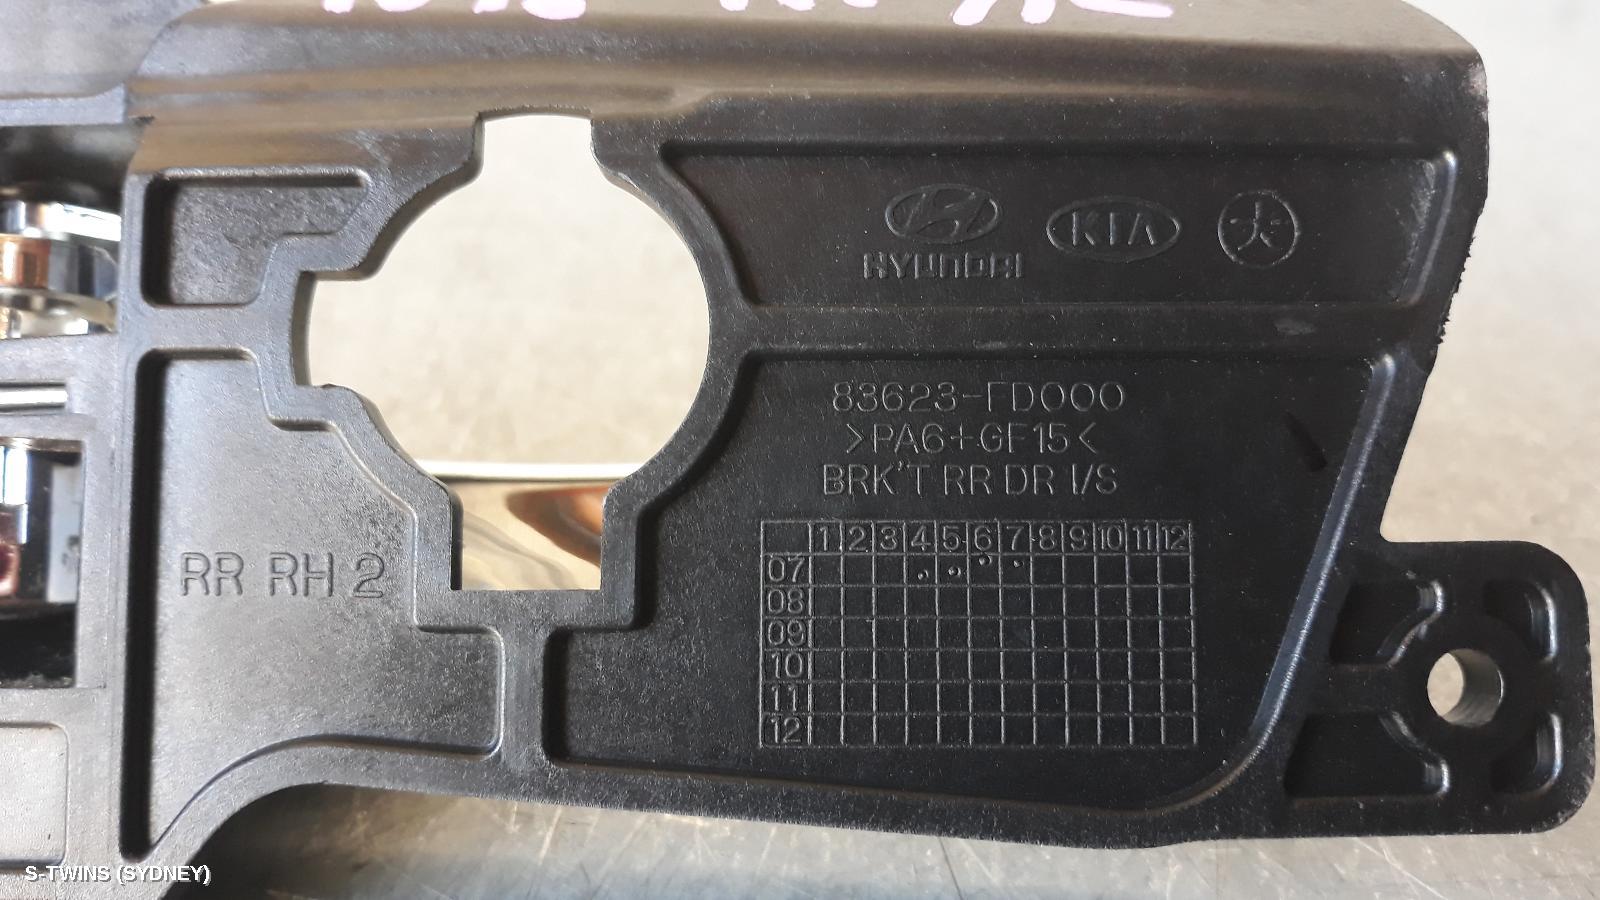 HYUNDAI
KIA
火
83623-FD000
>PA6+GF15<
BRK"T RR DR I/S
RR RH 2
1 2 3 4 5 6 7 8 9 10 11 12
07
08
09
10
11
12
S-TWINS (SYDNEY)